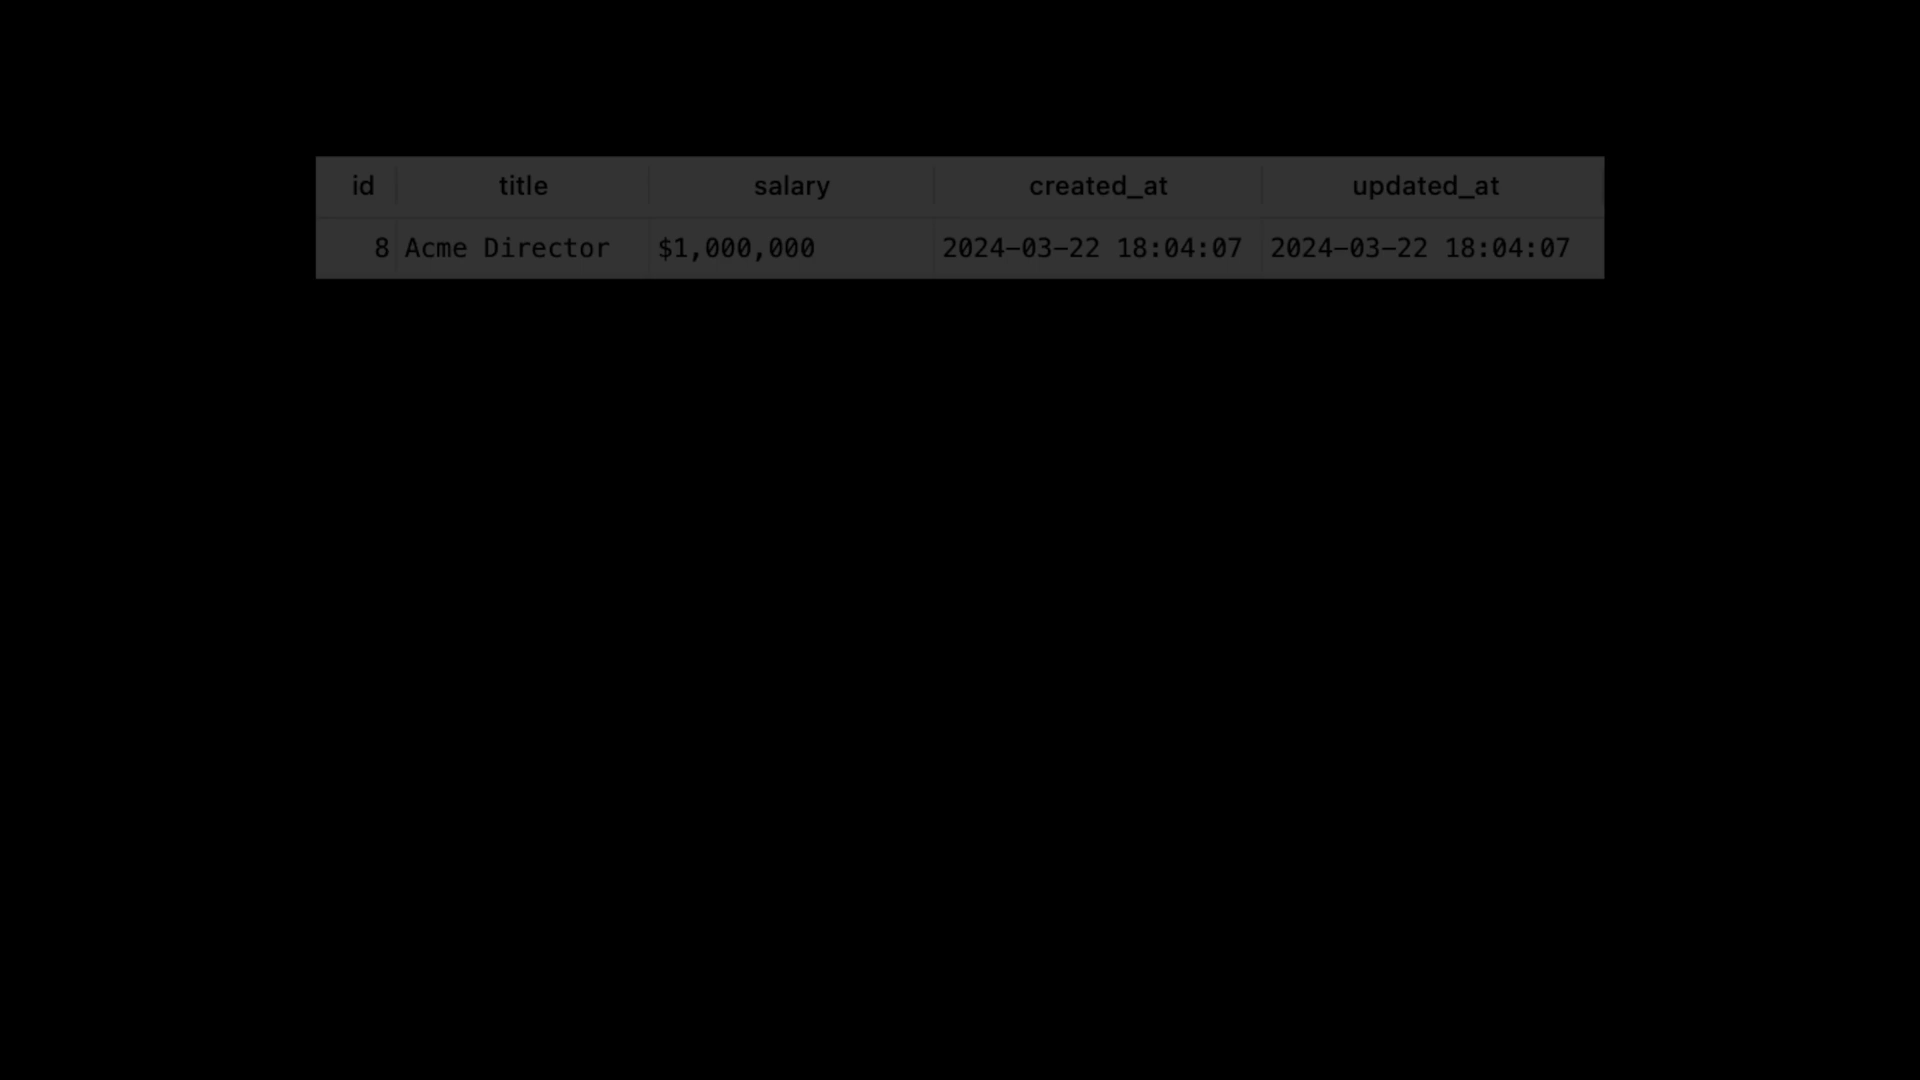 id title salary created_at updated_at
8 Acme Director $1,000,000 2024-03-22 18:04:07 2024-03-22 18:04:07